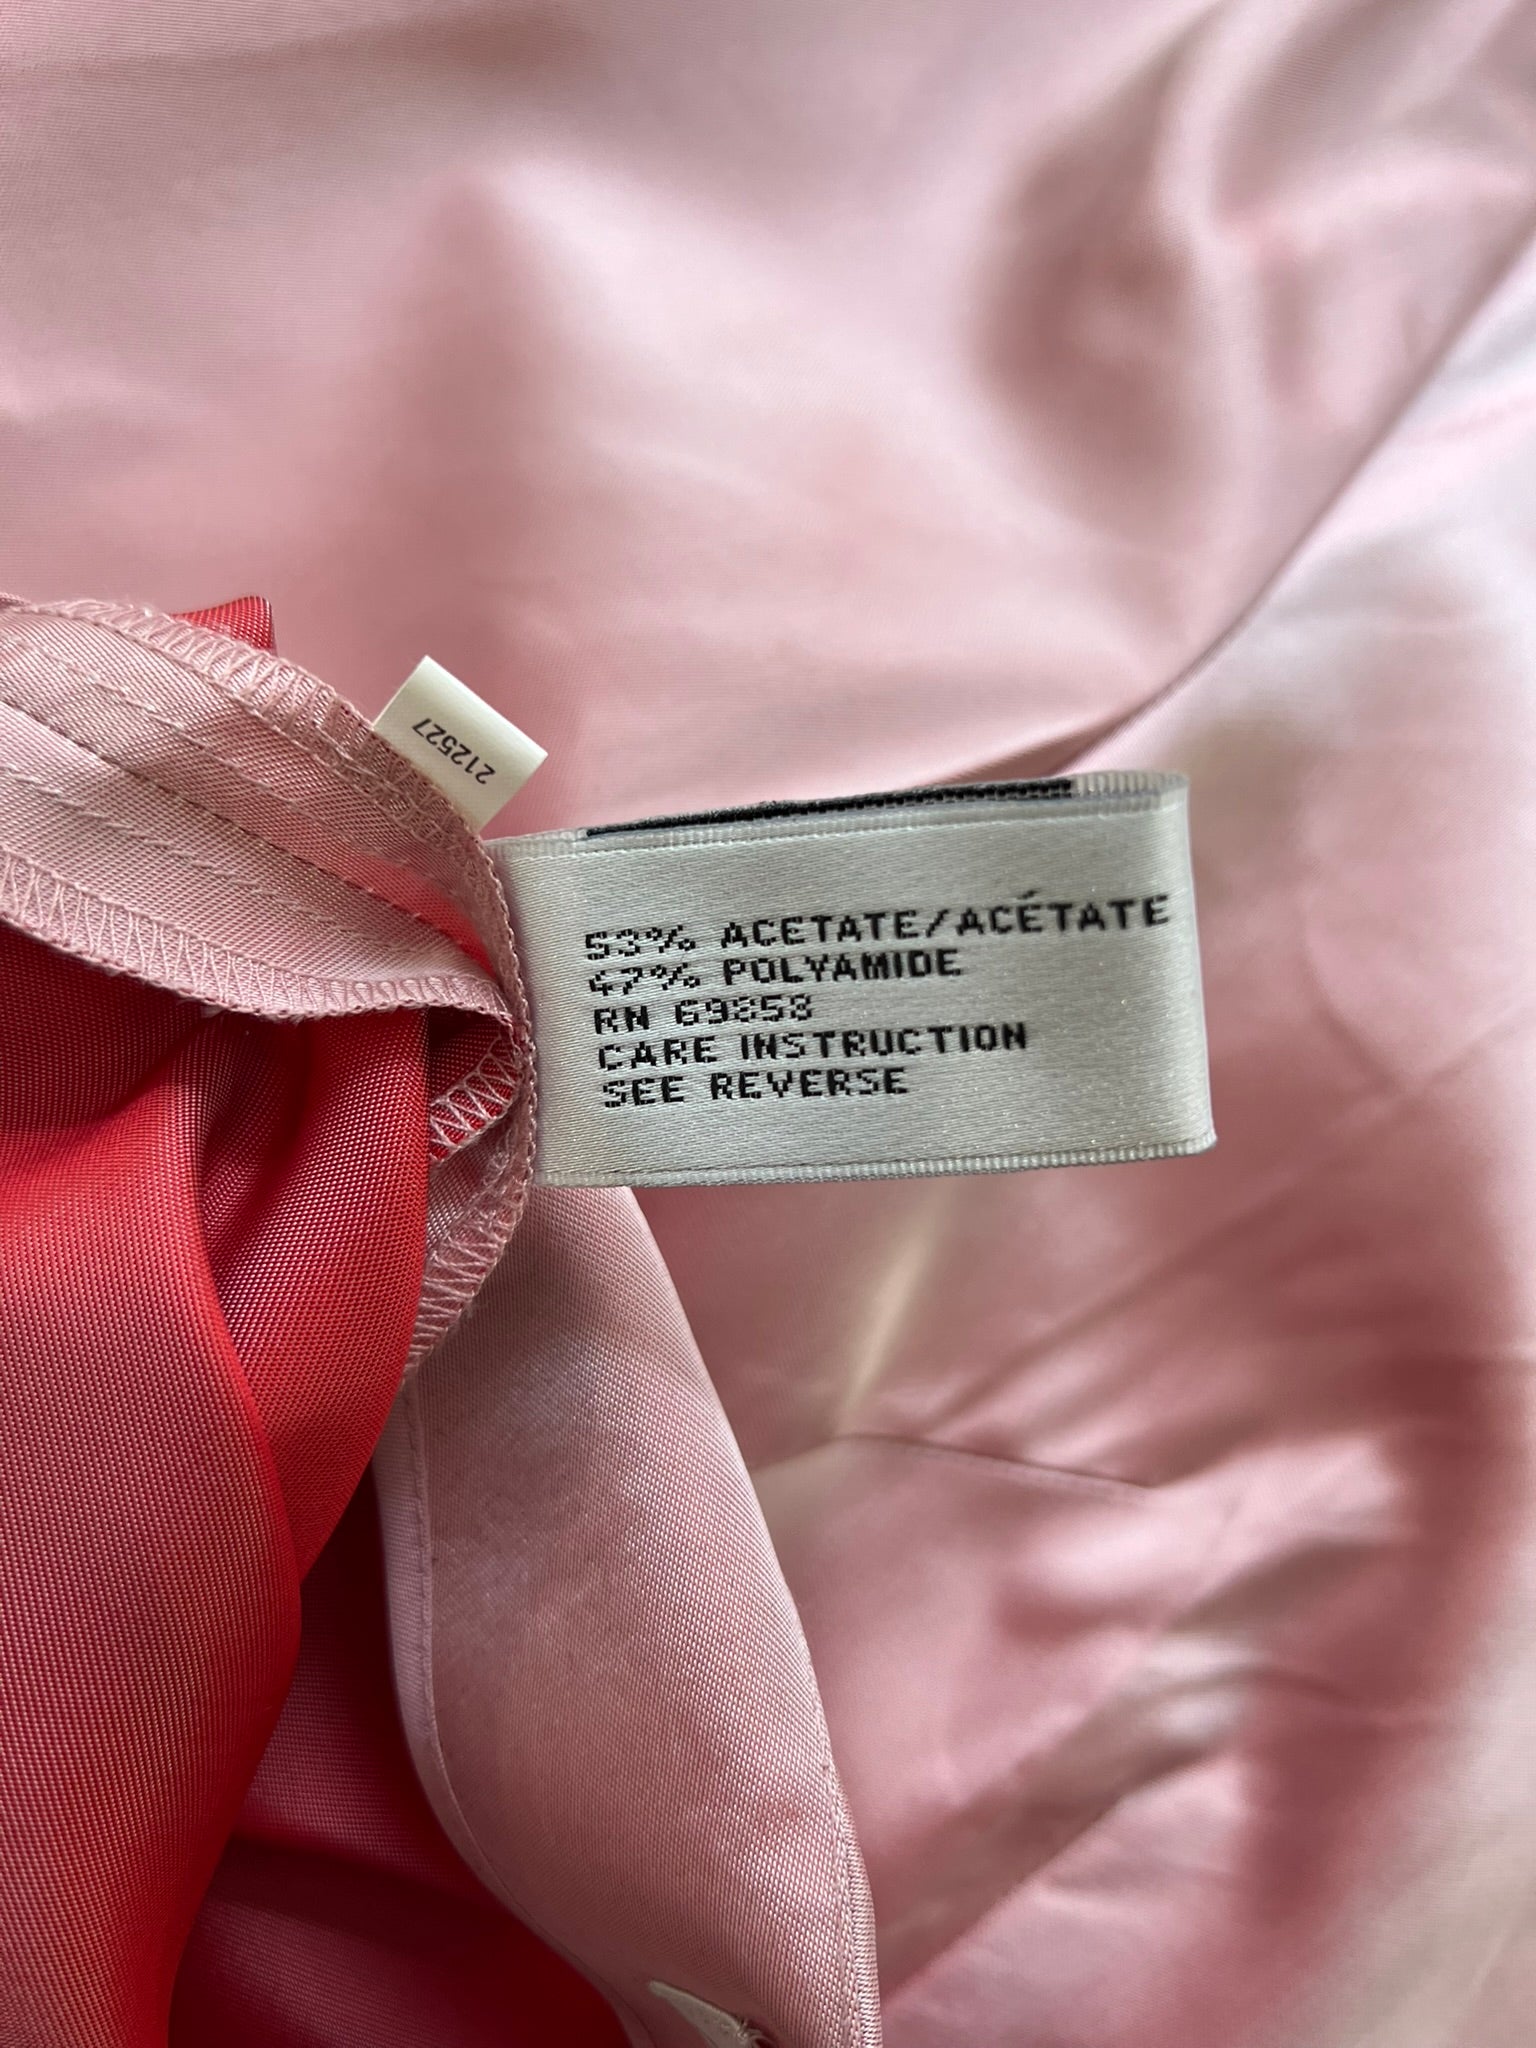 212527
53% ACETATE/ACÉTATE
47% POLYAMIDE
RN 69858
CARE INSTRUCTION
SEE REVERSE